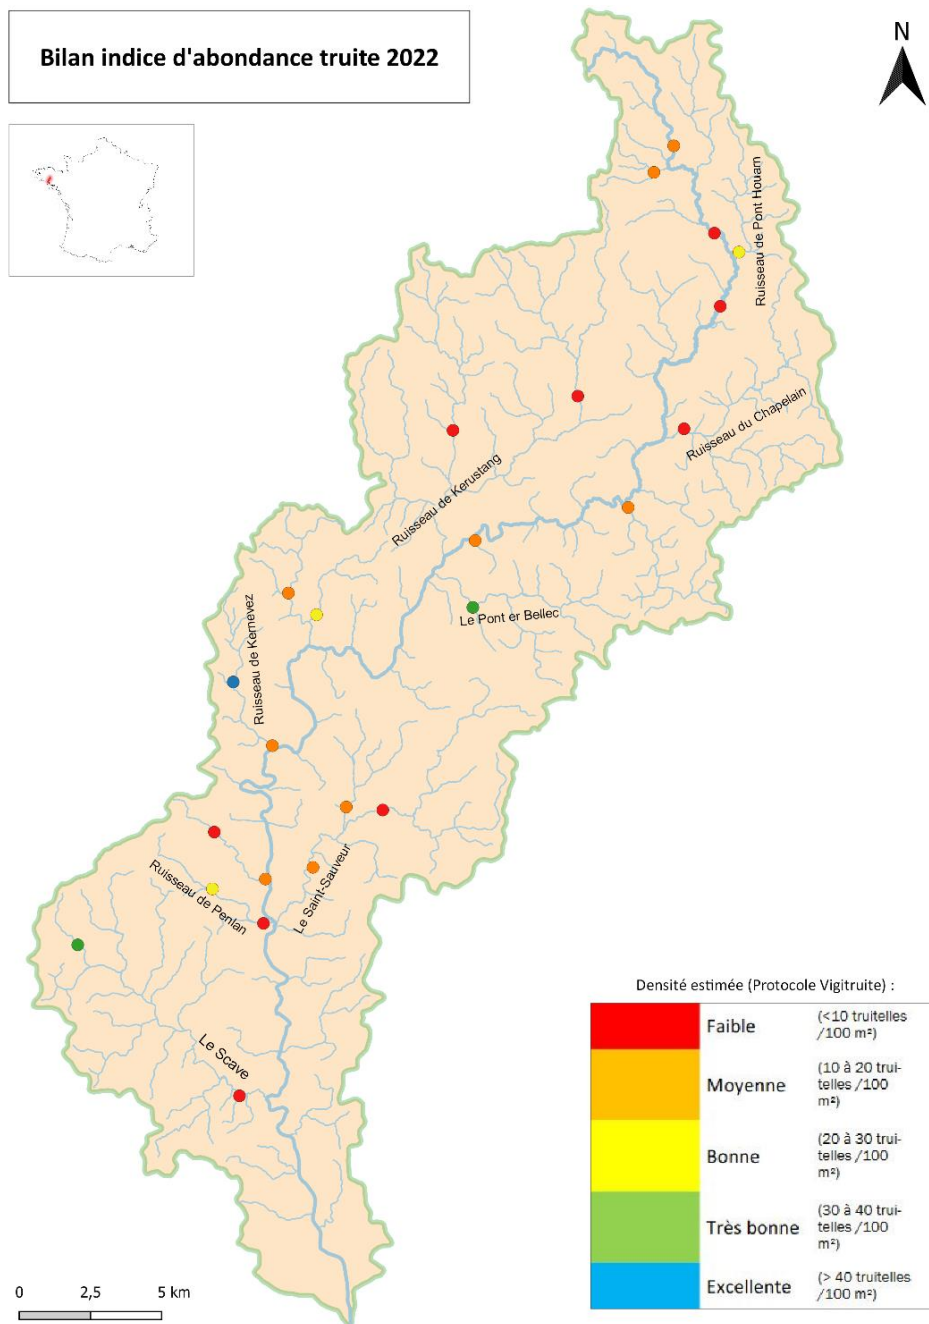 Bilan indice d'abondance truite 2022
N
Ruisseau de Pont Houarn
Ruisseau du Chapelain
Ruisseau de Kerustang
Le Pont er Bellec
Ruisseau de Kernevez
Le Saint-Sauveur
Ruisseau de Penlan
Le Scave
Densité estimée (Protocole Vigitruite) :
Faible
(<10 truitelles
/100 m²)
Moyenne
(10 à 20 trui-
telles /100
m²)
Bonne
(20 à 30 trui-
telles /100
m²)
Très bonne
(30 à 40 trui-
telles /100
m²)
Excellente
(> 40 truitelles
/100 m²)
0 2,5 5 km